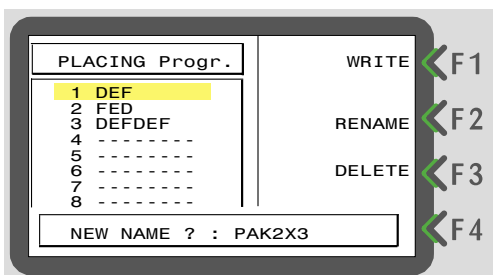 PLACING Progr.
1 DEF
2 FED
3 DEFDEF
4 --------
5 --------
6 --------
7 --------
8 --------
WRITE
RENAME
DELETE
F1
F2
F3
F4
NEW NAME ? : PAK2X3